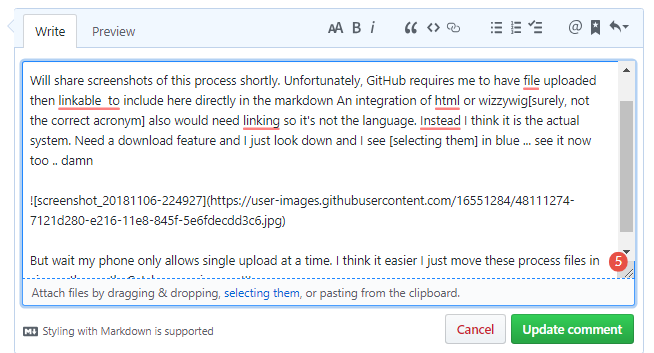 Write Preview AA B i
Will share screenshots of this process shortly. Unfortunately, GitHub requires me to have file uploaded
then linkable to to include here directly in the markdown An integration of html or wizzywig[surely, not
the correct acronym] also would need linking so it's not the language. Instead I think it is the actual
system. Need a download feature and I just look down and I see [selecting them] in blue ... see it now
too .. damn
![screenshot_20181106-224927](https://user-images.githubusercontent.com/16551284/48111274-
7121d280-e216-11e8-845f-5e6fdecdd3c6.jpg)
But wait my phone only allows single upload at a time. I think it easier I just move these process files in
5
Attach files by dragging & dropping, selecting them, or pasting from the clipboard.
Styling with Markdown is supported
Cancel Update comment